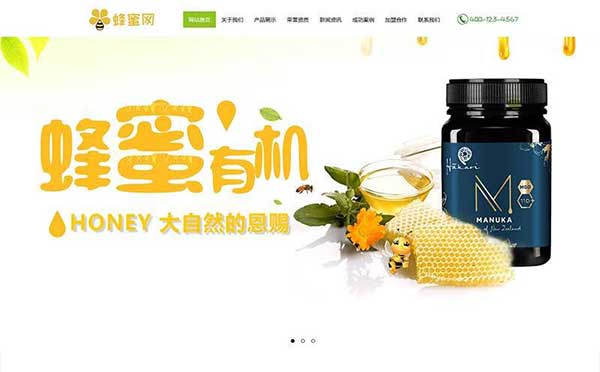 蜂蜜网
网站首页 关于我们 产品展示 荣誉资质 新闻资讯 成功案例 加盟合作 联系我们
400-123-4567
蜂蜜有机
HONEY 大自然的恩赐
Hakari
M
MGO
110+
MANUKA
of New Zealand